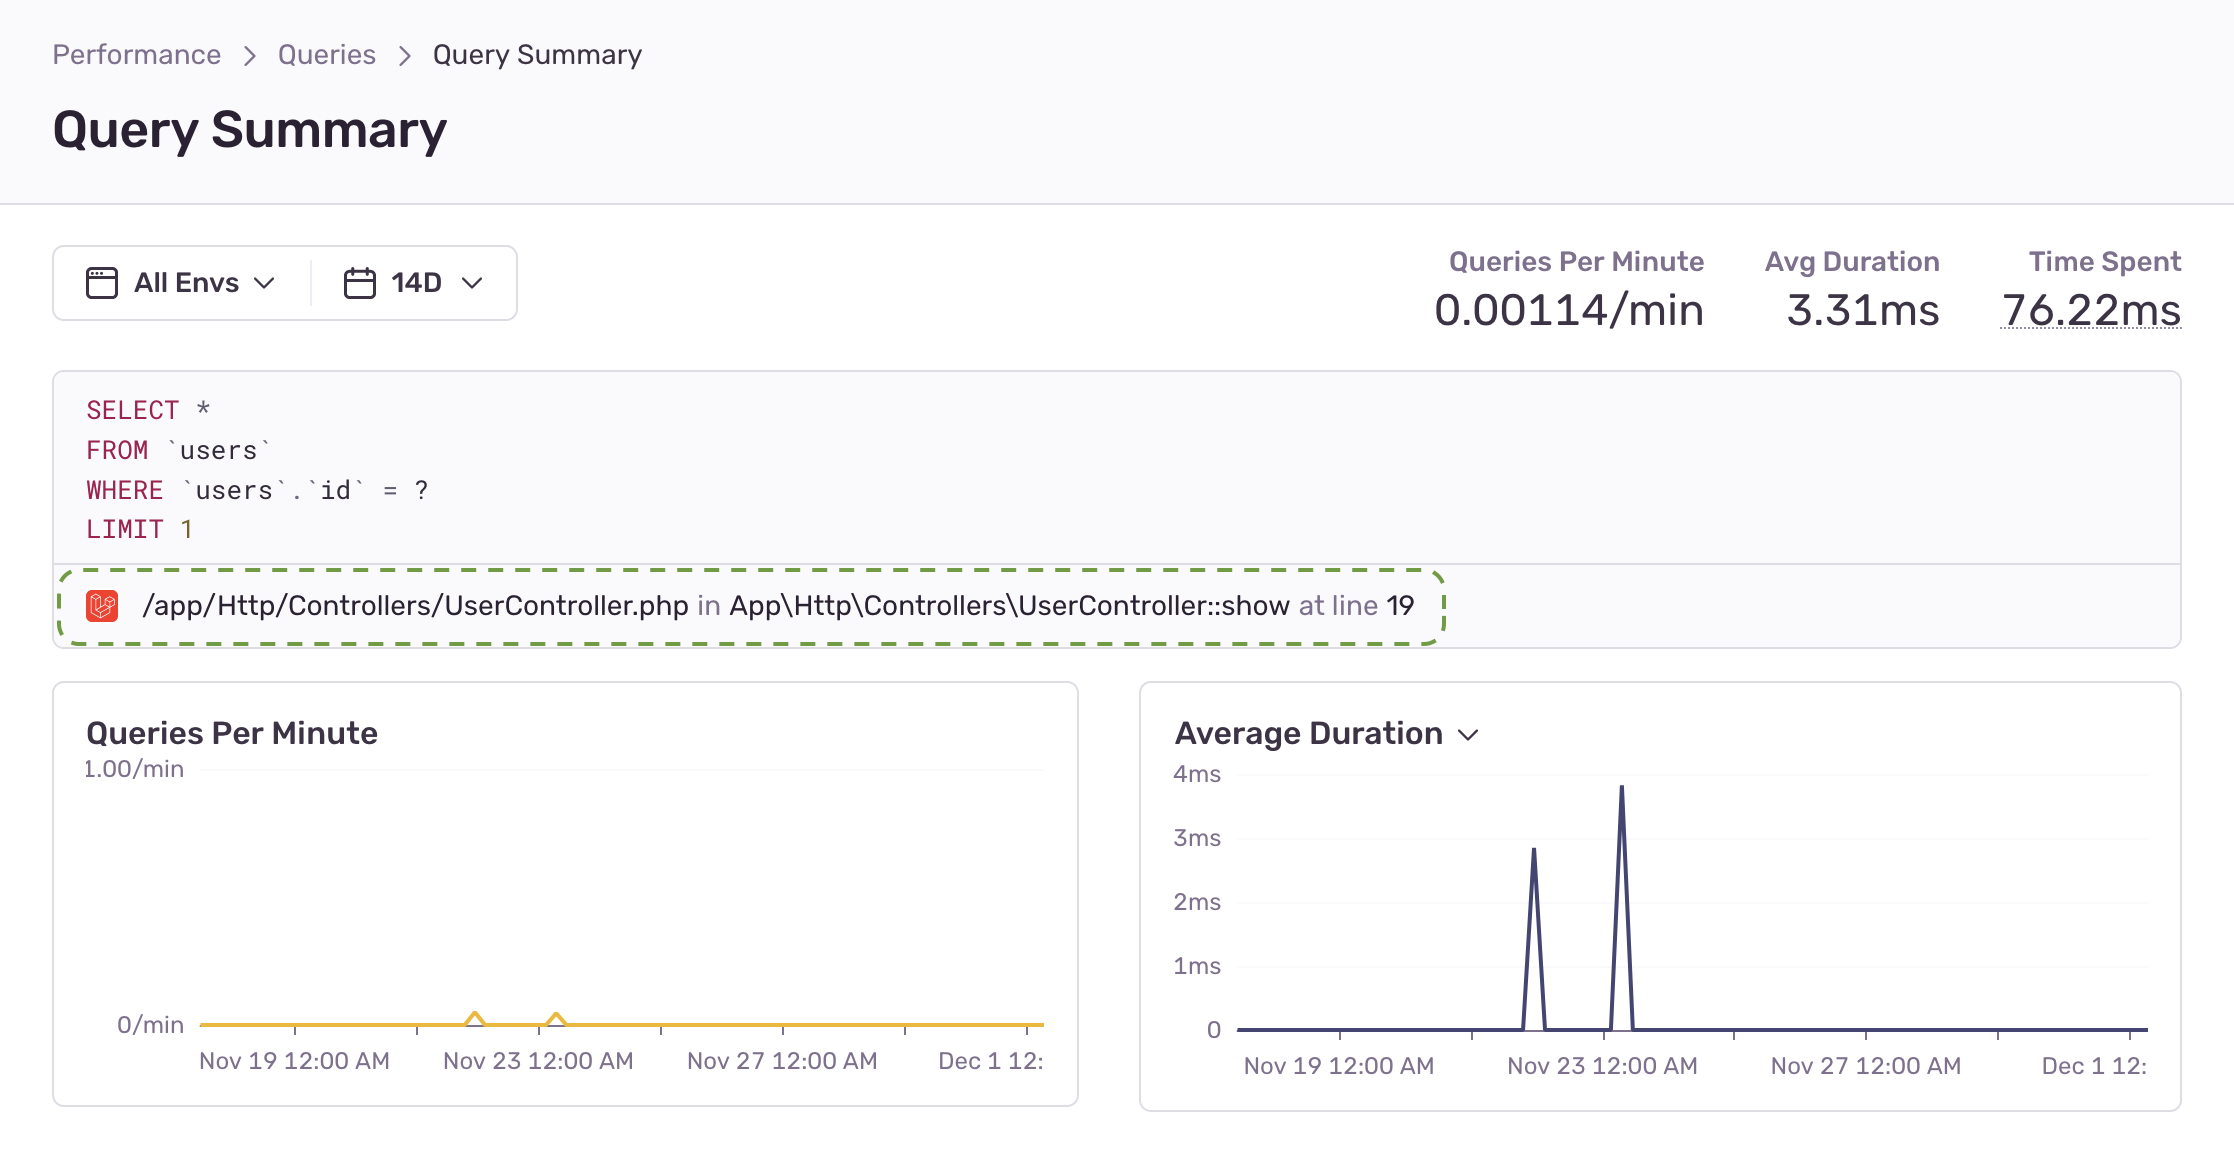 Performance > Queries > Query Summary
Query Summary
All Envs 14D
Queries Per Minute Avg Duration Time Spent
0.00114/min 3.31ms 76.22ms
SELECT *
FROM `users`
WHERE `users`.`id` = ?
LIMIT 1
/app/Http/Controllers/UserController.php in App\Http\Controllers\UserController::show at line 19
Queries Per Minute
1.00/min
0/min
Nov 19 12:00 AM Nov 23 12:00 AM Nov 27 12:00 AM Dec 1 12:
Average Duration
4ms
3ms
2ms
1ms
0
Nov 19 12:00 AM Nov 23 12:00 AM Nov 27 12:00 AM Dec 1 12: